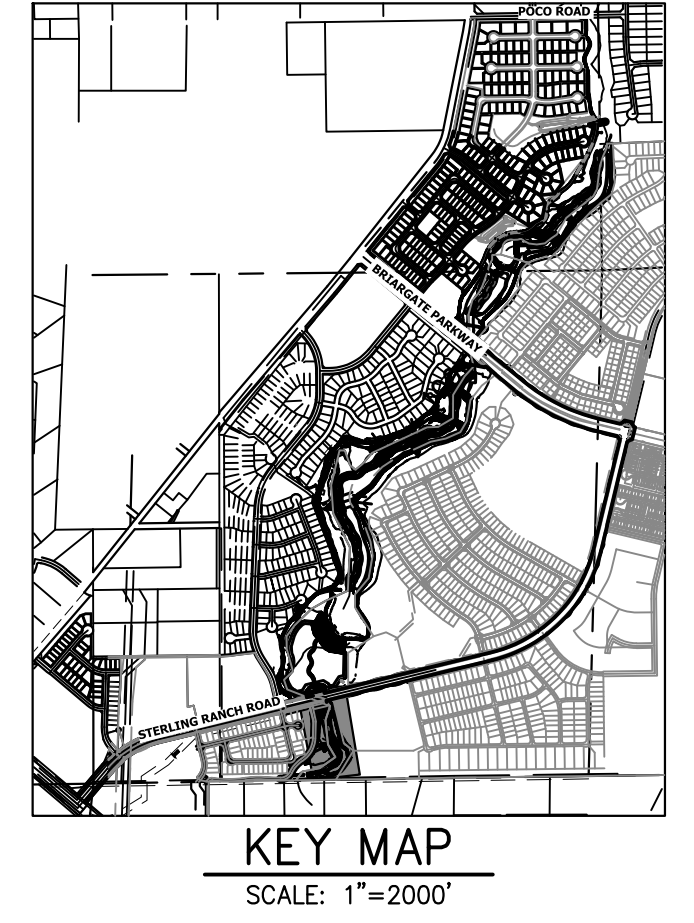 POCO ROAD
BRIARGATE PARKWAY
STERLING RANCH ROAD
KEY MAP
SCALE: 1"=2000'